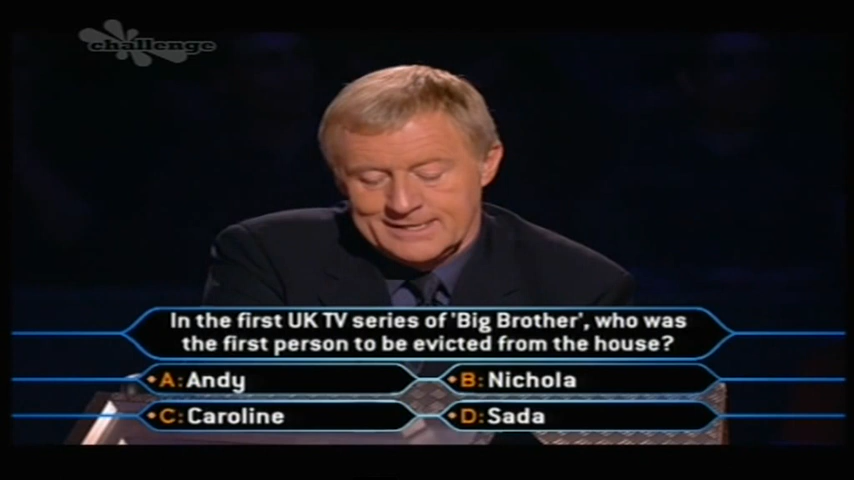 challenge
In the first UK TV series of 'Big Brother', who was
the first person to be evicted from the house?
A: Andy
B: Nichola
C: Caroline
D: Sada